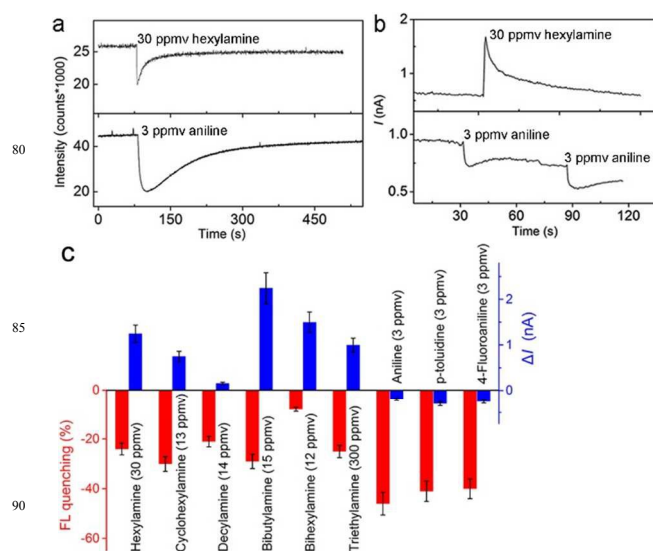 a
30 ppmv hexylamine
25
20
Intensity (counts*1000)
3 ppmv aniline
40
20
0 150 300 450
Time (s)
b
2
30 ppmv hexylamine
1
I (nA)
1.0
3 ppmv aniline
3 ppmv aniline
0.5
30 60 90 120
Time (s)
80
85
90
c
2
1
0
ΔI (nA)
0
-20
-40
-60
FL quenching (%)
Hexylamine (30 ppmv)
Cyclohexylamine (13 ppmv)
Decylamine (14 ppmv)
Bibutylamine (15 ppmv)
Bihexylamine (12 ppmv)
Triethylamine (300 ppmv)
Aniline (3 ppmv)
p-toluidine (3 ppmv)
4-Fluoroaniline (3 ppmv)